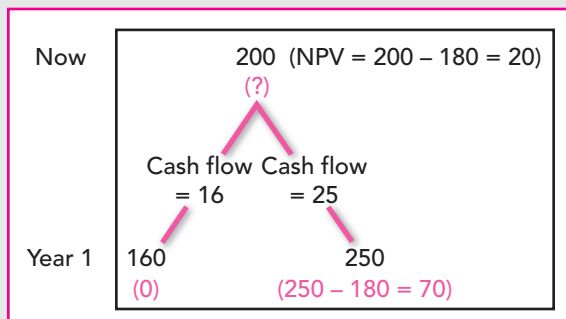 Now 200 (NPV = 200 – 180 = 20)
(?)
Cash flow Cash flow
= 16 = 25
Year 1 160 250
(0) (250 – 180 = 70)